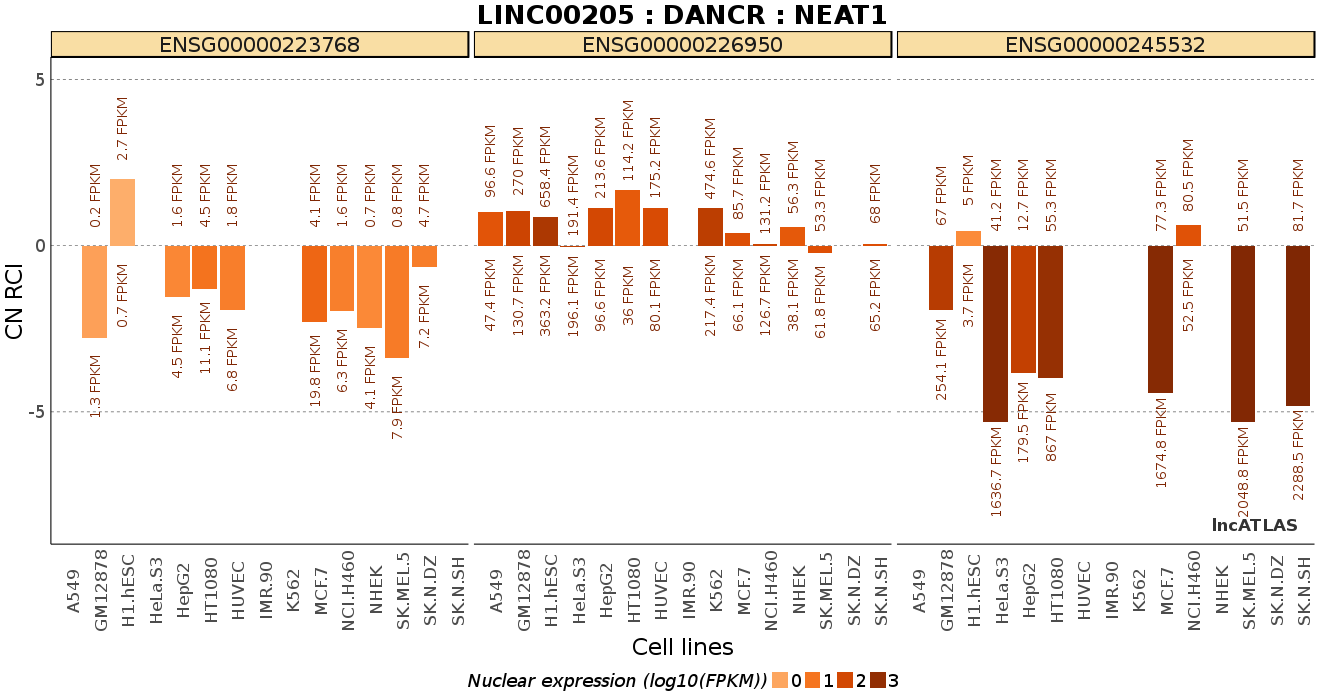 LINC00205 : DANCR : NEAT1
ENSG00000223768 ENSG00000226950 ENSG00000245532
CN RCI
5
0
-5
0.2 FPKM 2.7 FPKM 1.6 FPKM 4.5 FPKM 1.8 FPKM 4.1 FPKM 1.6 FPKM 0.7 FPKM 0.8 FPKM 4.7 FPKM
1.3 FPKM 0.7 FPKM 4.5 FPKM 11.1 FPKM 6.8 FPKM 19.8 FPKM 6.3 FPKM 4.1 FPKM 7.9 FPKM 7.2 FPKM
96.6 FPKM 270 FPKM 658.4 FPKM 191.4 FPKM 213.6 FPKM 114.2 FPKM 175.2 FPKM 474.6 FPKM 85.7 FPKM 131.2 FPKM 56.3 FPKM 53.3 FPKM 68 FPKM
47.4 FPKM 130.7 FPKM 363.2 FPKM 196.1 FPKM 96.6 FPKM 36 FPKM 80.1 FPKM 217.4 FPKM 66.1 FPKM 126.7 FPKM 38.1 FPKM 61.8 FPKM 65.2 FPKM
67 FPKM 5 FPKM 41.2 FPKM 12.7 FPKM 55.3 FPKM 77.3 FPKM 80.5 FPKM 51.5 FPKM 81.7 FPKM
254.1 FPKM 3.7 FPKM 1636.7 FPKM 179.5 FPKM 867 FPKM 1674.8 FPKM 52.5 FPKM 2048.8 FPKM 2288.5 FPKM
lncATLAS
A549 GM12878 H1.hESC HeLa.S3 HepG2 HT1080 HUVEC IMR.90 K562 MCF.7 NCI.H460 NHEK SK.MEL.5 SK.N.DZ SK.N.SH
A549 GM12878 H1.hESC HeLa.S3 HepG2 HT1080 HUVEC IMR.90 K562 MCF.7 NCI.H460 NHEK SK.MEL.5 SK.N.DZ SK.N.SH
A549 GM12878 H1.hESC HeLa.S3 HepG2 HT1080 HUVEC IMR.90 K562 MCF.7 NCI.H460 NHEK SK.MEL.5 SK.N.DZ SK.N.SH
Cell lines
Nuclear expression (log10(FPKM)) 0 1 2 3